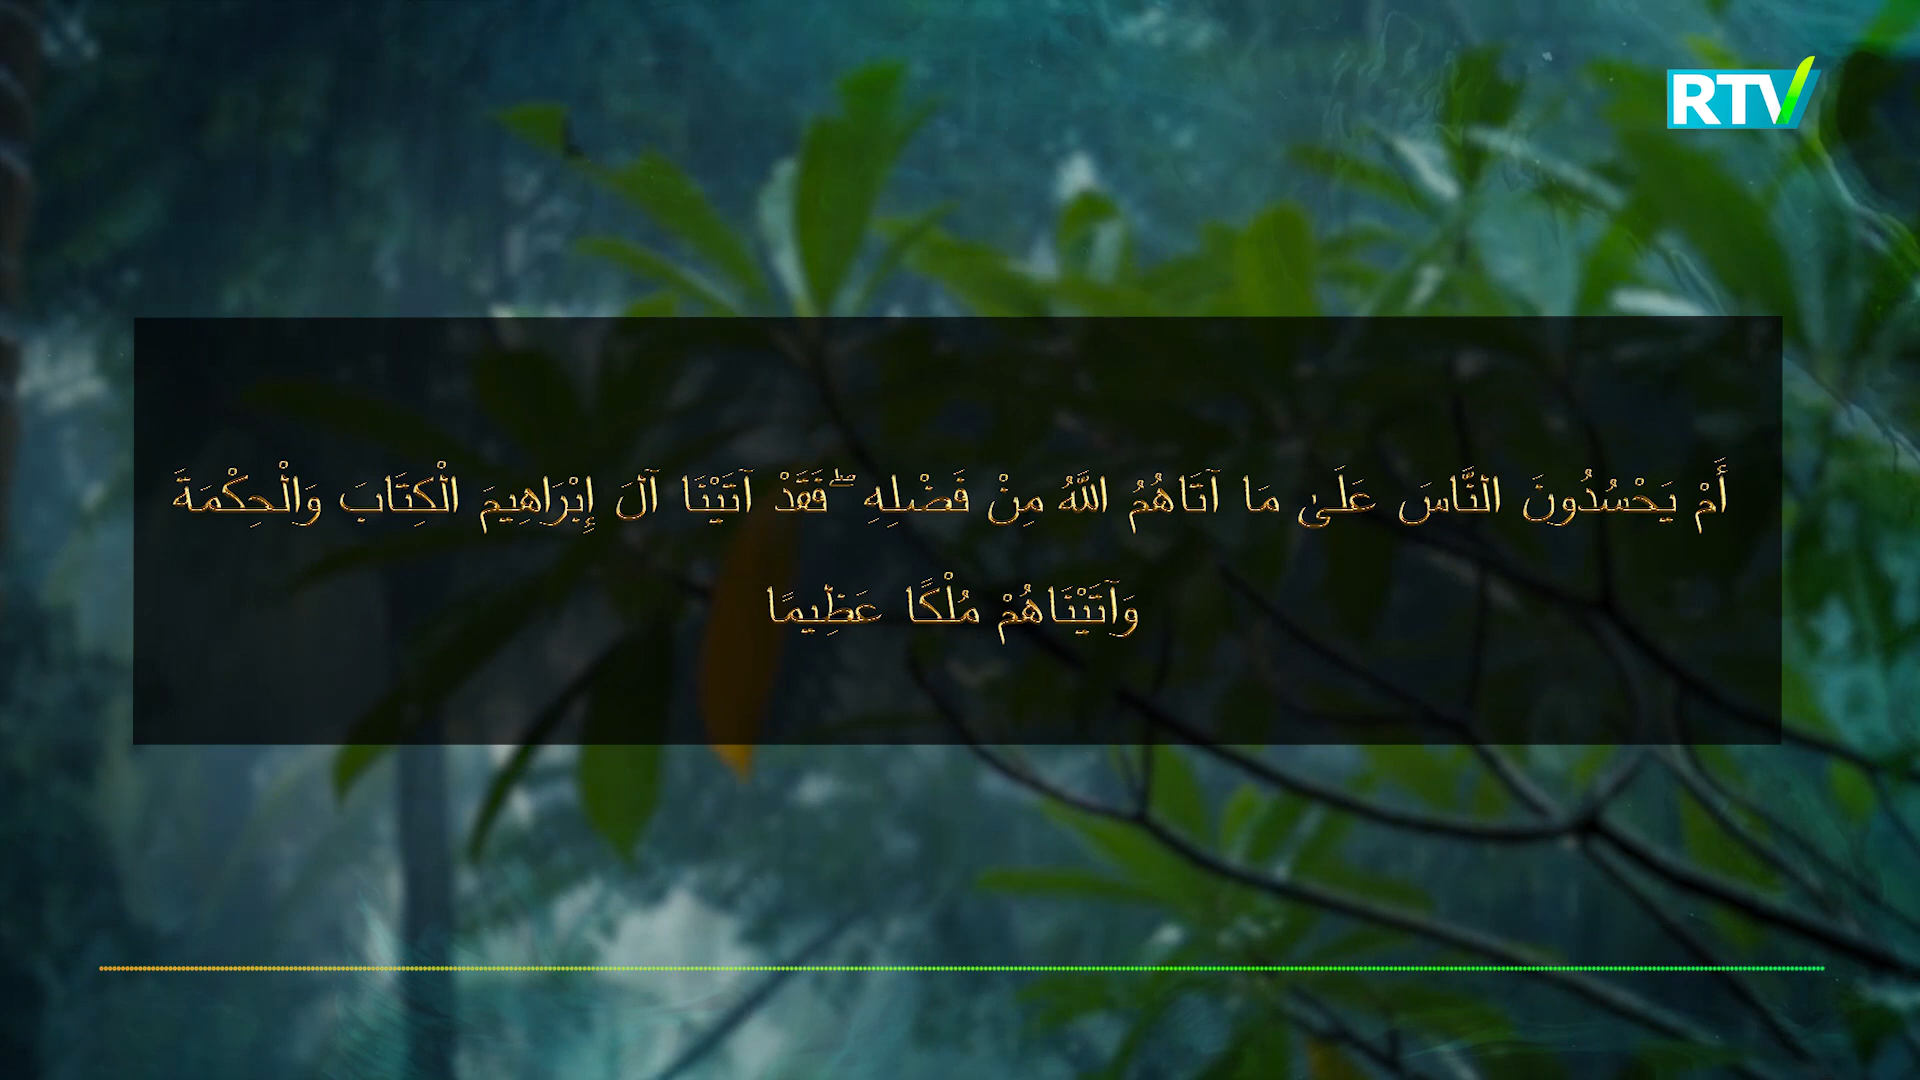 RTV
أَمْ يَحْسُدُونَ النَّاسَ عَلَىٰ مَا آتَاهُمُ اللَّهُ مِنْ فَضْلِهِ ۖ فَقَدْ آتَيْنَا آلَ إِبْرَاهِيمَ الْكِتَابَ وَالْحِكْمَةَ
وَآتَيْنَاهُمْ مُلْكًا عَظِيمًا